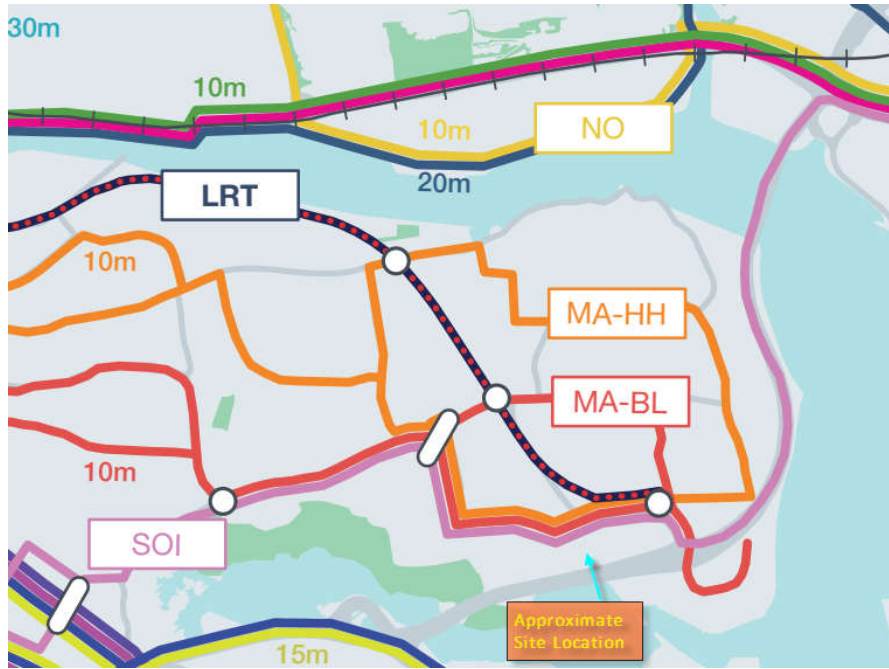 30m
10m
NO
10m
20m
LRT
10m
MA-HH
MA-BL
10m
SOI
Approximate
Site Location
15m